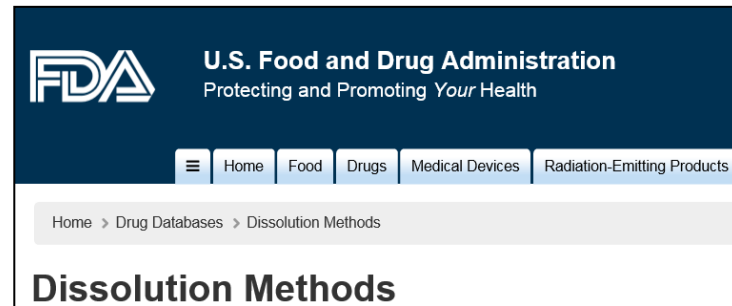 FDA
U.S. Food and Drug Administration
Protecting and Promoting Your Health
Home Food Drugs Medical Devices Radiation-Emitting Products
Home > Drug Databases > Dissolution Methods
Dissolution Methods